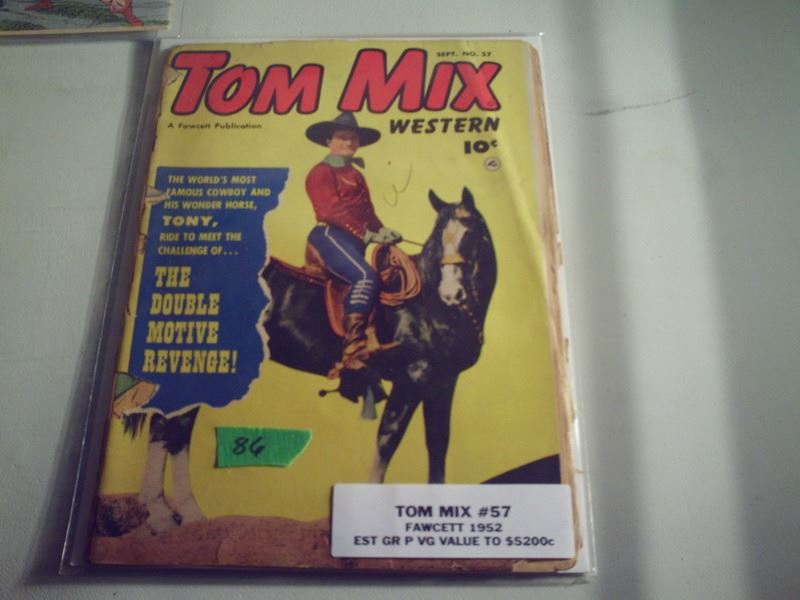 SEPT. NO. 57
TOM MIX
A Fawcett Publication
WESTERN
10¢
THE WORLD'S MOST
FAMOUS COWBOY AND
HIS WONDER HORSE,
TONY,
RIDE TO MEET THE
CHALLENGE OF...
THE
DOUBLE
MOTIVE
REVENGE!
86
TOM MIX #57
FAWCETT 1952
EST GR P VG VALUE TO $5200c